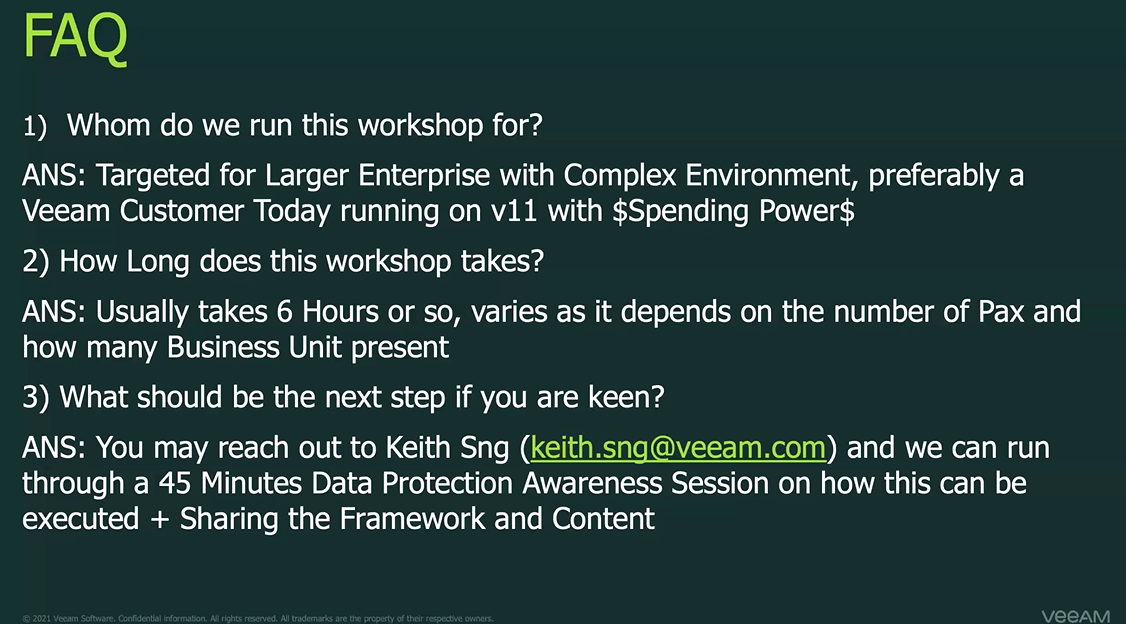 FAQ
1) Whom do we run this workshop for?
ANS: Targeted for Larger Enterprise with Complex Environment, preferably a
Veeam Customer Today running on v11 with $Spending Power$
2) How Long does this workshop takes?
ANS: Usually takes 6 Hours or so, varies as it depends on the number of Pax and
how many Business Unit present
3) What should be the next step if you are keen?
ANS: You may reach out to Keith Sng (keith.sng@veeam.com) and we can run
through a 45 Minutes Data Protection Awareness Session on how this can be
executed + Sharing the Framework and Content
© 2021 Veeam Software. Confidential information. All rights reserved. All trademarks are the property of their respective owners.
VEEAM